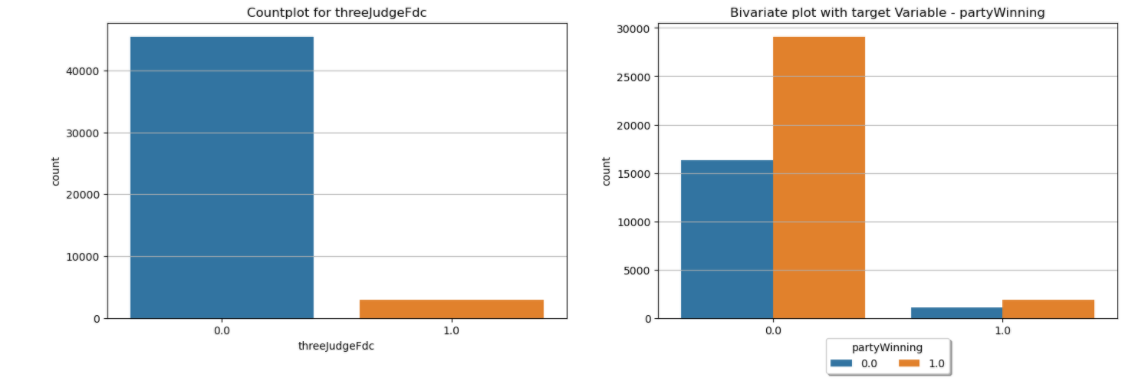 Countplot for threeJudgeFdc
40000
30000
20000
10000
0
count
0.0 1.0
threeJudgeFdc
Bivariate plot with target Variable - partyWinning
30000
25000
20000
15000
10000
5000
0
count
0.0 1.0
partyWinning
0.0 1.0